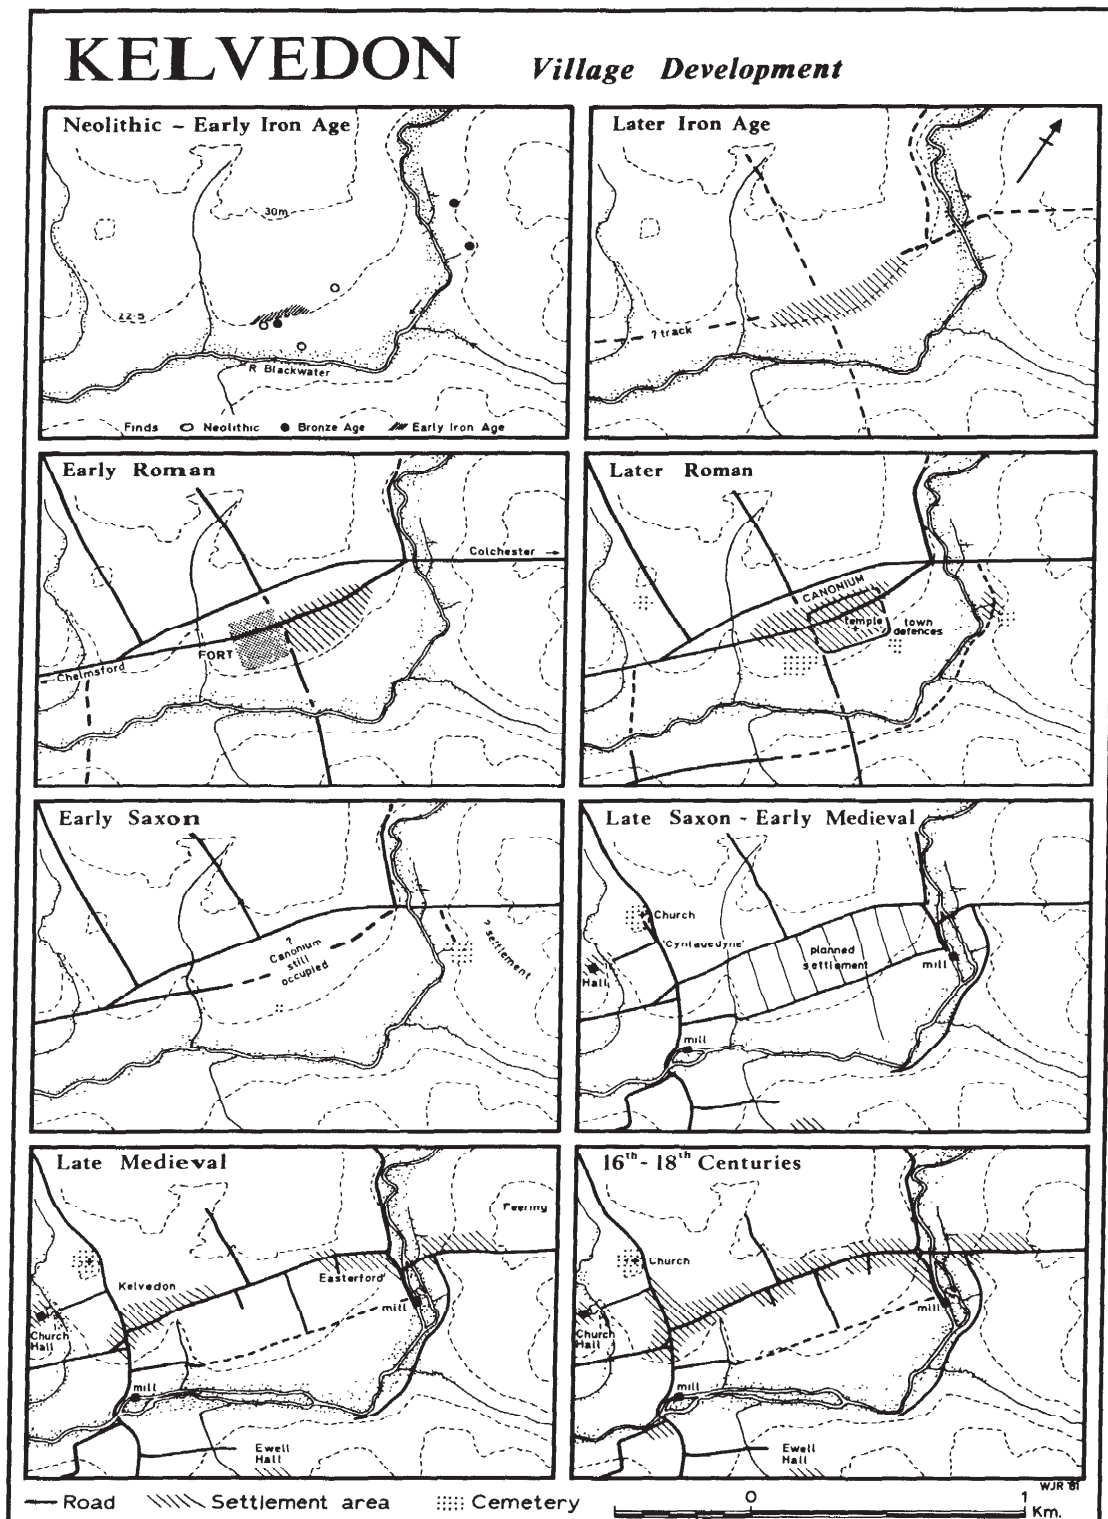 KELVEDON Village Development
Neolithic ~ Early Iron Age
30m
22·5
R Blackwater
Finds Neolithic Bronze Age Early Iron Age
Later Iron Age
? track
Early Roman
Colchester →
FORT
← Chelmsford
Later Roman
CANONIUM
temple
town
defences
Early Saxon
?
Canonium
still
occupied
? settlement
Late Saxon - Early Medieval
Church
Hall
planned
settlement
mill
mill
Late Medieval
Feering
Kelvedon
Easterford'
mill
Church
Hall
mill
Ewell
Hall
16th - 18th Centuries
Church
mill
Church
Hall
mill
Ewell
Hall
WJR '81
Road Settlement area Cemetery
0 1
Km.